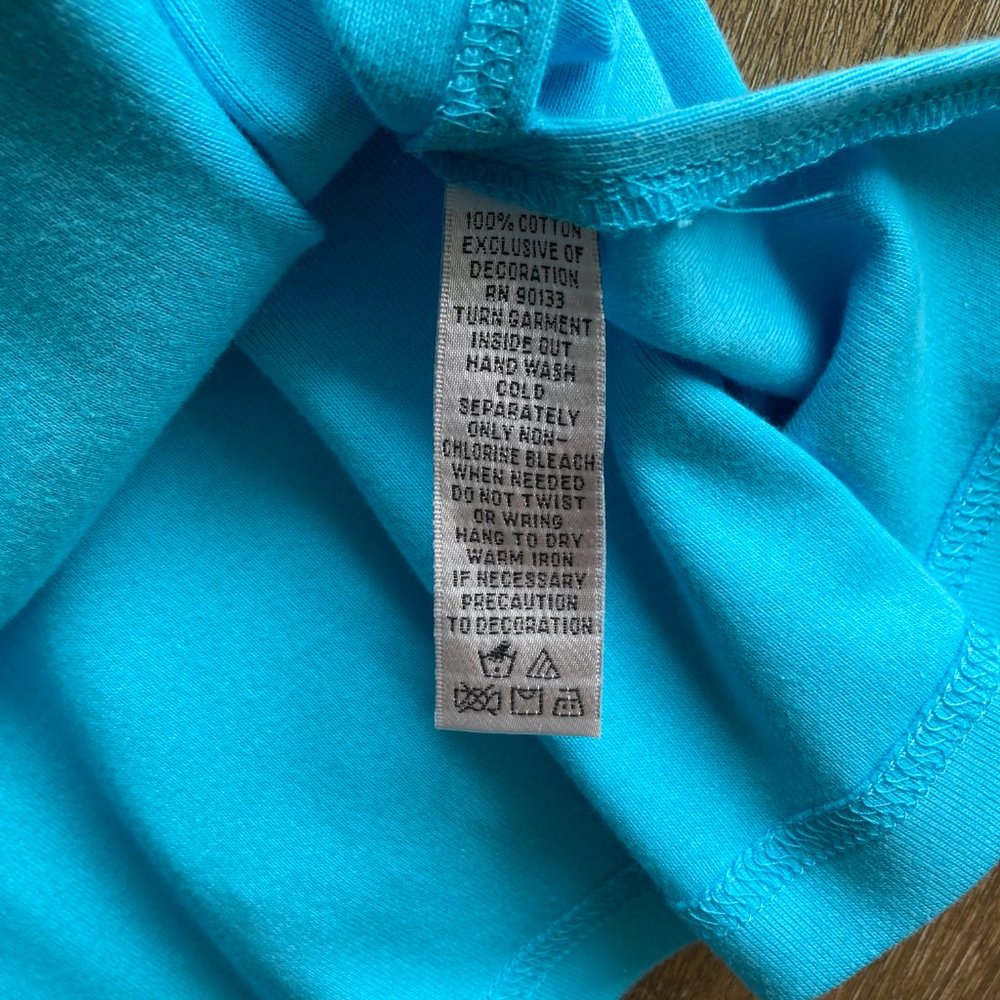 100% COTTON
EXCLUSIVE OF
DECORATION
RN 90133
TURN GARMENT
INSIDE OUT
HAND WASH
COLD
SEPARATELY
ONLY NON-
CHLORINE BLEACH
WHEN NEEDED
DO NOT TWIST
OR WRING
HANG TO DRY
WARM IRON
IF NECESSARY
PRECAUTION
TO DECORATION